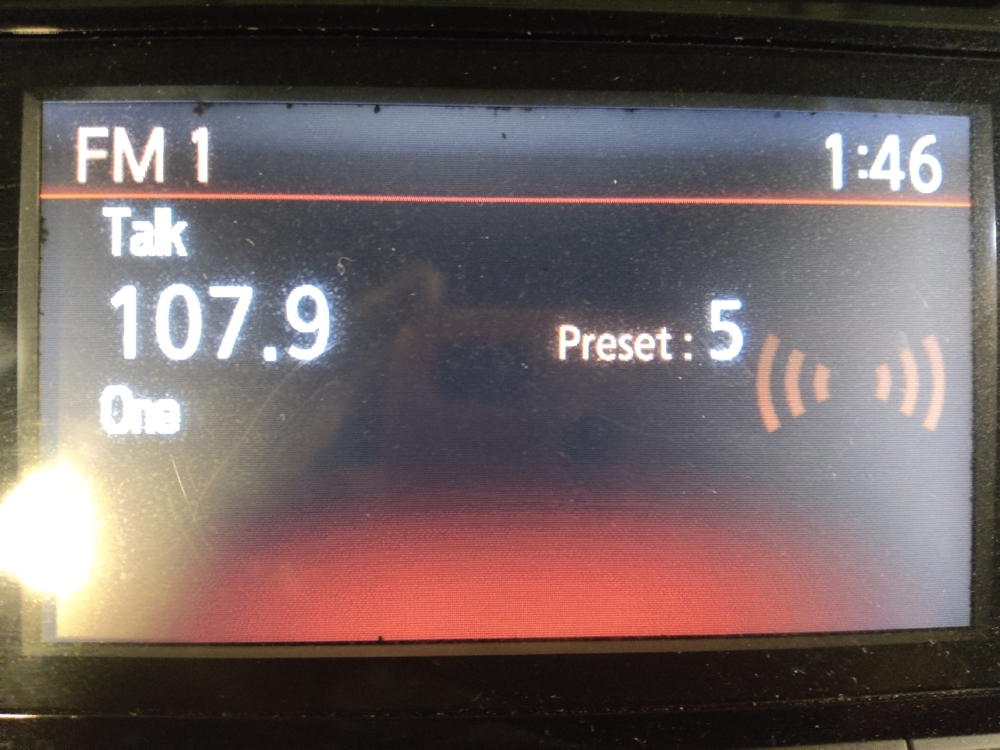 FM 1 1:46
Talk
107.9
Preset : 5
One